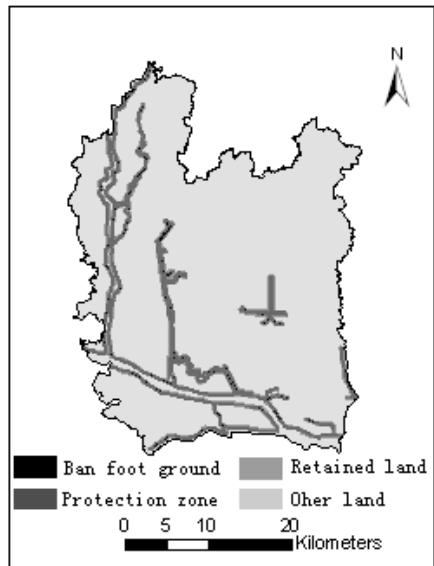 N
Ban foot ground
Retained land
Protection zone
Oher land
0 5 10 20
Kilometers